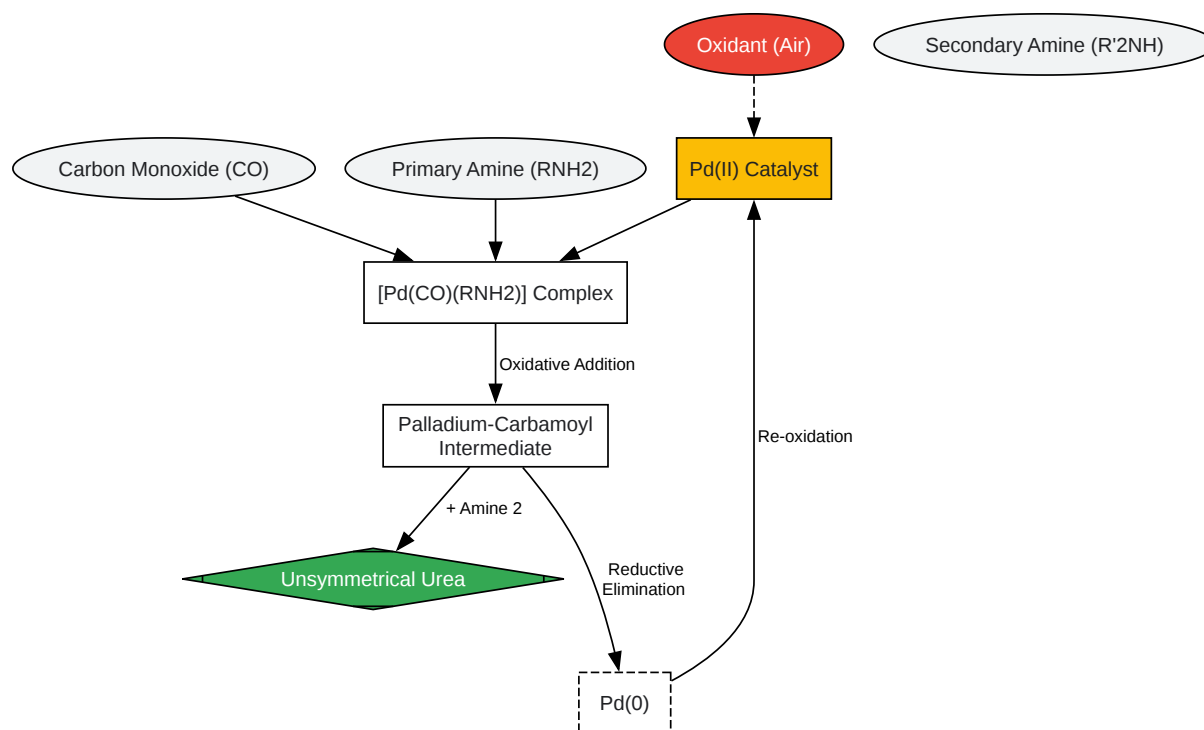 Oxidant (Air)
Secondary Amine (R'2NH)
Carbon Monoxide (CO)
Primary Amine (RNH2)
Pd(II) Catalyst
[Pd(CO)(RNH2)] Complex
Oxidative Addition
Palladium-Carbamoyl
Intermediate
Re-oxidation
+ Amine 2
Unsymmetrical Urea
Reductive
Elimination
Pd(0)